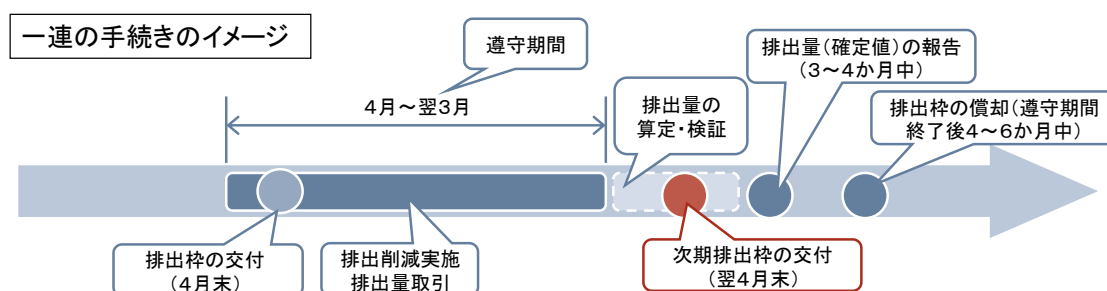 一連の手続きのイメージ
遵守期間
4月～翌3月
排出量の
算定・検証
排出量(確定値)の報告
(3～4か月中)
排出枠の償却(遵守期間
終了後4～6か月中)
排出枠の交付
(4月末)
排出削減実施
排出量取引
次期排出枠の交付
(翌4月末)